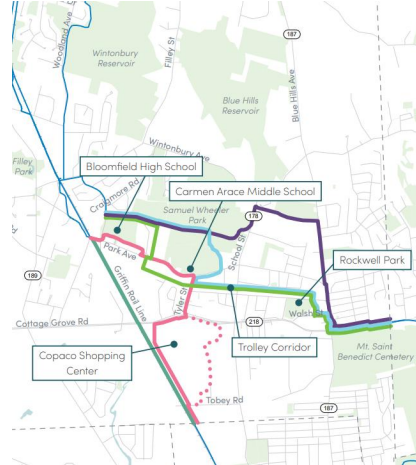 187
Woodland Ave
Filley St
Wintonbury
Reservoir
Blue Hills Ave
Blue Hills
Reservoir
Wintonbury Ave
Filley
Park
Bloomfield High School
Carmen Arace Middle School
Craigmore Rd
Samuel Wheeler
Park
178
School St
Park Ave
Rockwell Park
189
Griffin Rail Line
Tyler St
Walsh St
Cottage Grove Rd
218
Trolley Corridor
Copaco Shopping
Center
Mt. Saint
Benedict Cemetery
Tobey Rd
187